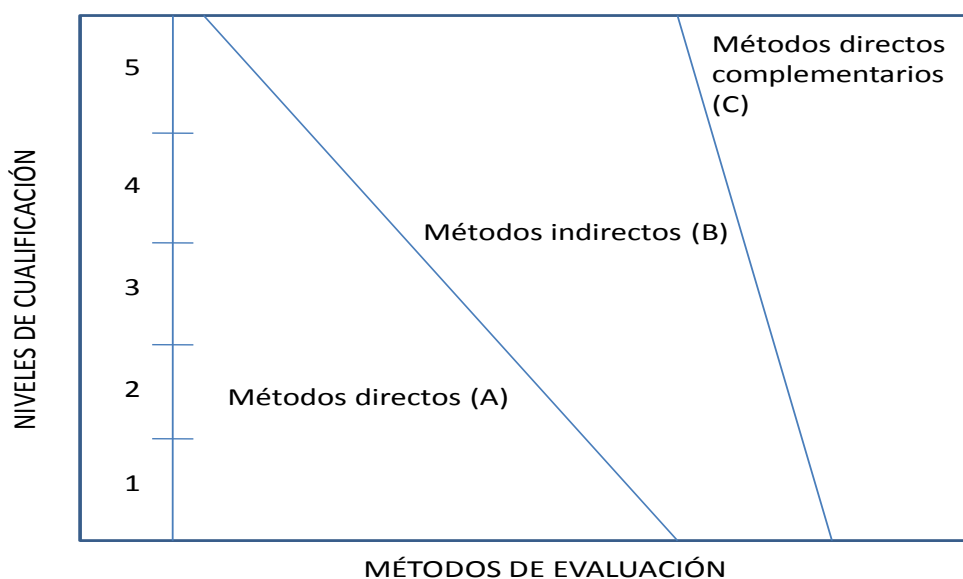 NIVELES DE CUALIFICACIÓN
5
4
3
2
1
Métodos directos
complementarios
(C)
Métodos indirectos (B)
Métodos directos (A)
MÉTODOS DE EVALUACIÓN